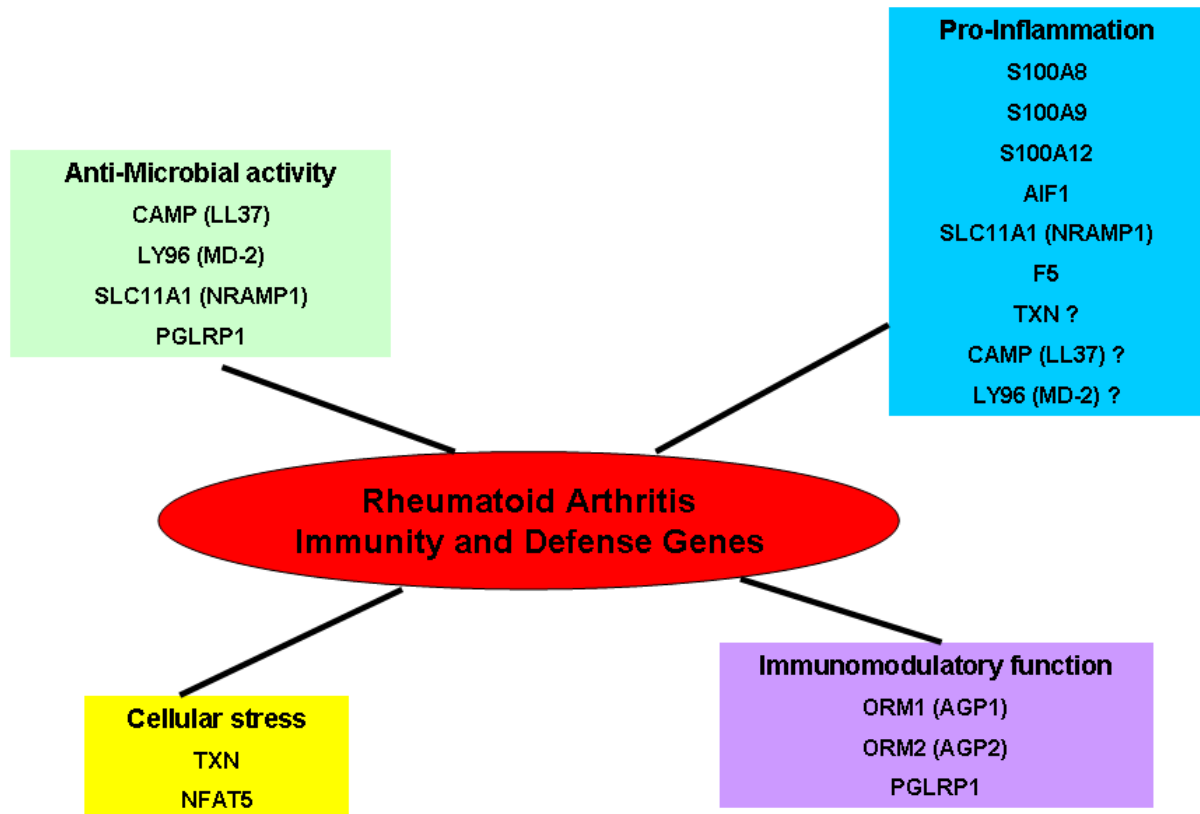 Pro-Inflammation
S100A8
S100A9
S100A12
AIF1
SLC11A1 (NRAMP1)
F5
TXN ?
CAMP (LL37) ?
LY96 (MD-2) ?
Anti-Microbial activity
CAMP (LL37)
LY96 (MD-2)
SLC11A1 (NRAMP1)
PGLRP1
Rheumatoid Arthritis
Immunity and Defense Genes
Cellular stress
TXN
NFAT5
Immunomodulatory function
ORM1 (AGP1)
ORM2 (AGP2)
PGLRP1